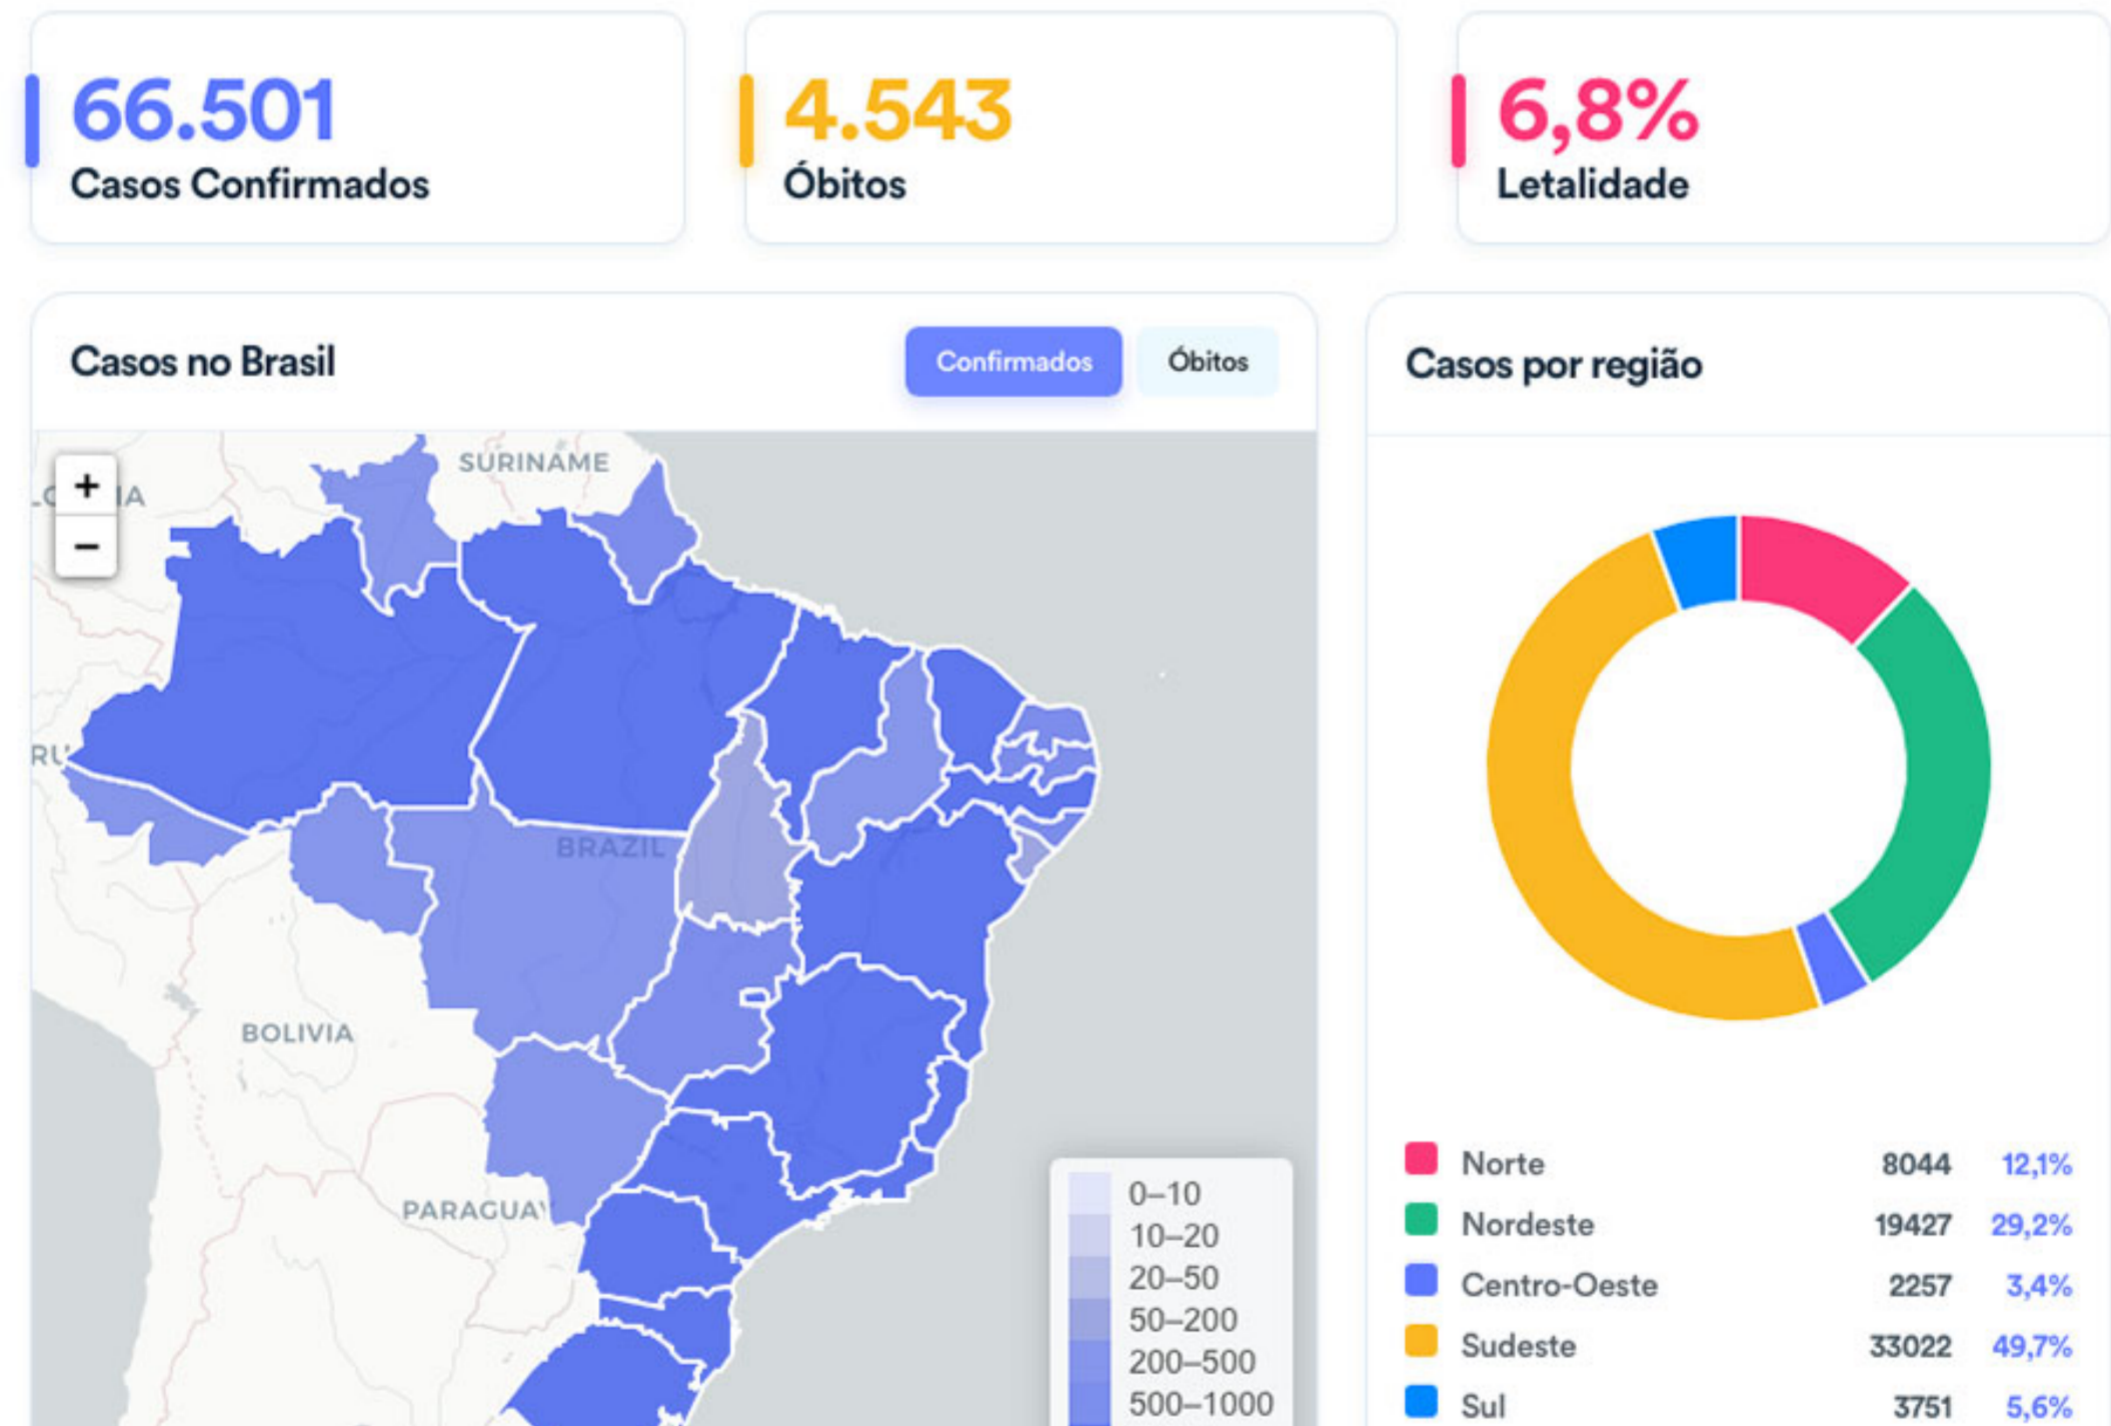 66.501
Casos Confirmados
4.543
Óbitos
6,8%
Letalidade
Casos no Brasil
Confirmados
Óbitos
+
−
SURINAME
BRAZIL
BOLIVIA
0–10
10–20
20–50
50–200
200–500
500–1000
Casos por região
Norte 8044 12,1%
Nordeste 19427 29,2%
Centro-Oeste 2257 3,4%
Sudeste 33022 49,7%
Sul 3751 5,6%